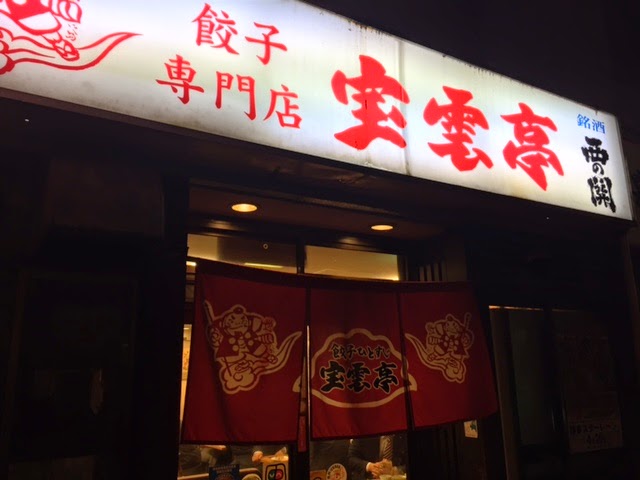 餃子
専門店
宝雲亭
銘酒
西の関
餃子ひとすじ
宝雲亭